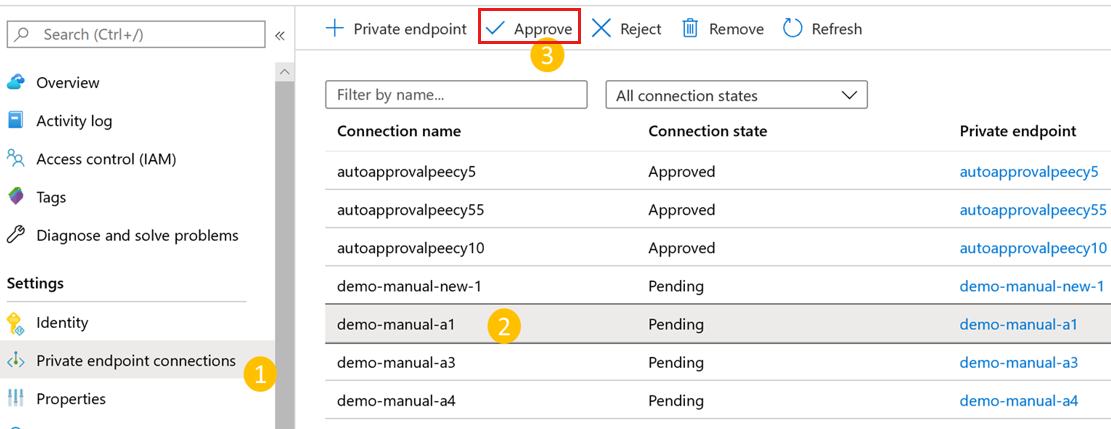 Search (Ctrl+/)
«
Overview
Activity log
Access control (IAM)
Tags
Diagnose and solve problems
Settings
Identity
Private endpoint connections
1
Properties
+ Private endpoint Approve Reject Remove Refresh
3
Filter by name... All connection states
Connection name Connection state Private endpoint
autoapprovalpeecy5 Approved autoapprovalpeecy5
autoapprovalpeecy55 Approved autoapprovalpeecy55
autoapprovalpeecy10 Approved autoapprovalpeecy10
demo-manual-new-1 Pending demo-manual-new-1
demo-manual-a1 2 Pending demo-manual-a1
demo-manual-a3 Pending demo-manual-a3
demo-manual-a4 Pending demo-manual-a4